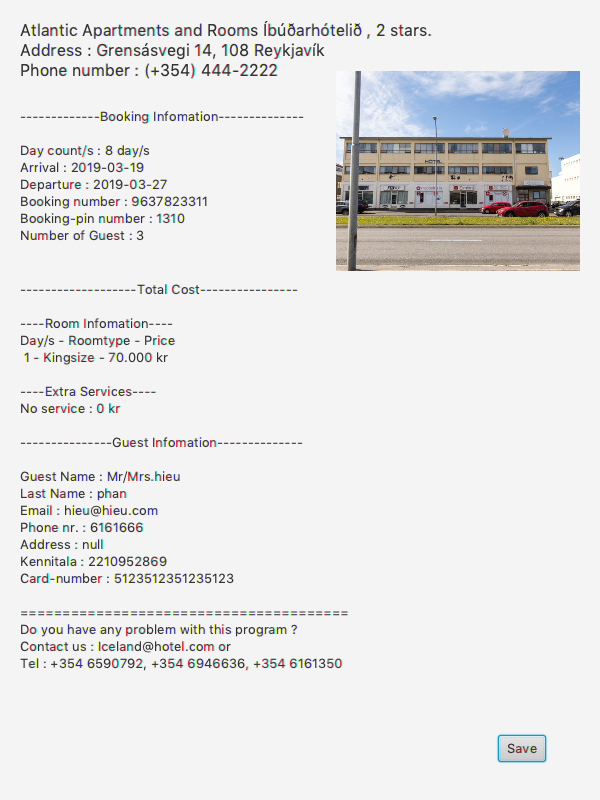 Atlantic Apartments and Rooms Íbúðarhótelið , 2 stars.
Address : Grensásvegi 14, 108 Reykjavík
Phone number : (+354) 444-2222
-------------Booking Infomation--------------
Day count/s : 8 day/s
Arrival : 2019-03-19
Departure : 2019-03-27
Booking number : 9637823311
Booking-pin number : 1310
Number of Guest : 3
HOTEL
-------------------Total Cost----------------
----Room Infomation----
Day/s - Roomtype - Price
1 - Kingsize - 70.000 kr
----Extra Services----
No service : 0 kr
---------------Guest Infomation--------------
Guest Name : Mr/Mrs.hieu
Last Name : phan
Email : hieu@hieu.com
Phone nr. : 6161666
Address : null
Kennitala : 2210952869
Card-number : 5123512351235123
=======================================
Do you have any problem with this program ?
Contact us : Iceland@hotel.com or
Tel : +354 6590792, +354 6946636, +354 6161350
Save